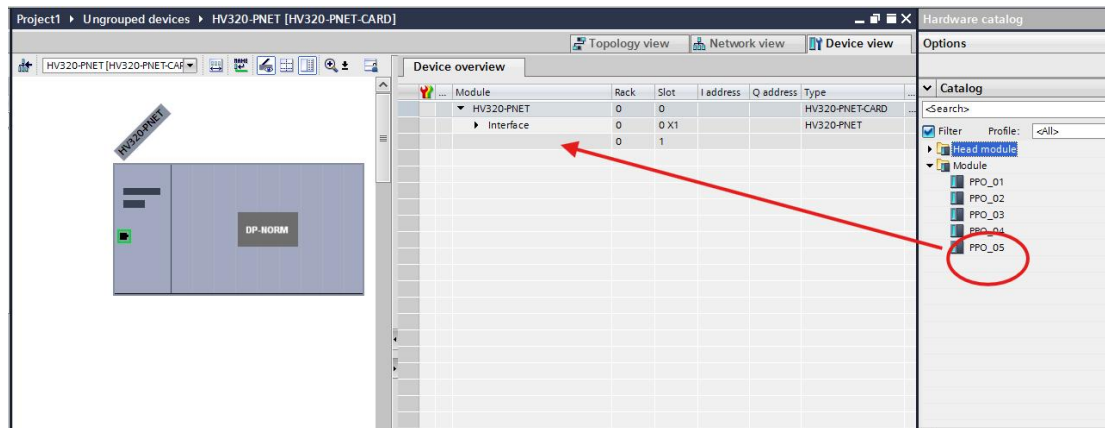 Project1 ▸ Ungrouped devices ▸ HV320-PNET [HV320-PNET-CARD]
Hardware catalog
Topology view Network view Device view
Options
HV320-PNET [HV320-PNET-CAR
Device overview
... Module Rack Slot I address Q address Type ...
HV320-PNET 0 0 HV320-PNET-CARD ...
Interface 0 0 X1 HV320-PNET
0 1
HV320-PNET
DP-NORM
Catalog
<Search>
Filter Profile: <All>
Head module
Module
PPO_01
PPO_02
PPO_03
PPO_04
PPO_05